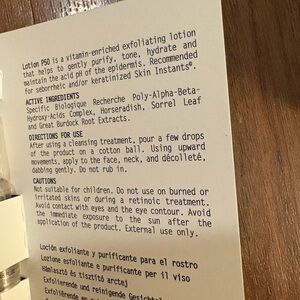 Lotion P50 is a vitamin-enriched exfoliating lotion
that helps to gently purify, tone, hydrate and
maintain the acid pH of the epidermis. Recommended
for seborrheic and/or keratinized Skin Instants®.
ACTIVE INGREDIENTS
Specific Biologique Recherche Poly-Alpha-Beta-
Hydroxy-Acids Complex, Horseradish, Sorrel Leaf
and Great Burdock Root Extracts.
DIRECTIONS FOR USE
After using a cleansing treatment, pour a few drops
of the product on a cotton ball. Using upward
movements, apply to the face, neck, and décolleté,
dabbing gently. Do not rub in.
CAUTIONS
Not suitable for children. Do not use on burned or
irritated skins or during a retinoic treatment.
Avoid contact with eyes and the eye contour. Avoid
the immediate exposure to the sun after the
application of the product. External use only.
Loción exfoliante y purificante para el rostro
Lozione esfoliante e purificante per il viso
Hámlasztó és tisztító arctej
Exfolierende und reinigende Gesichts